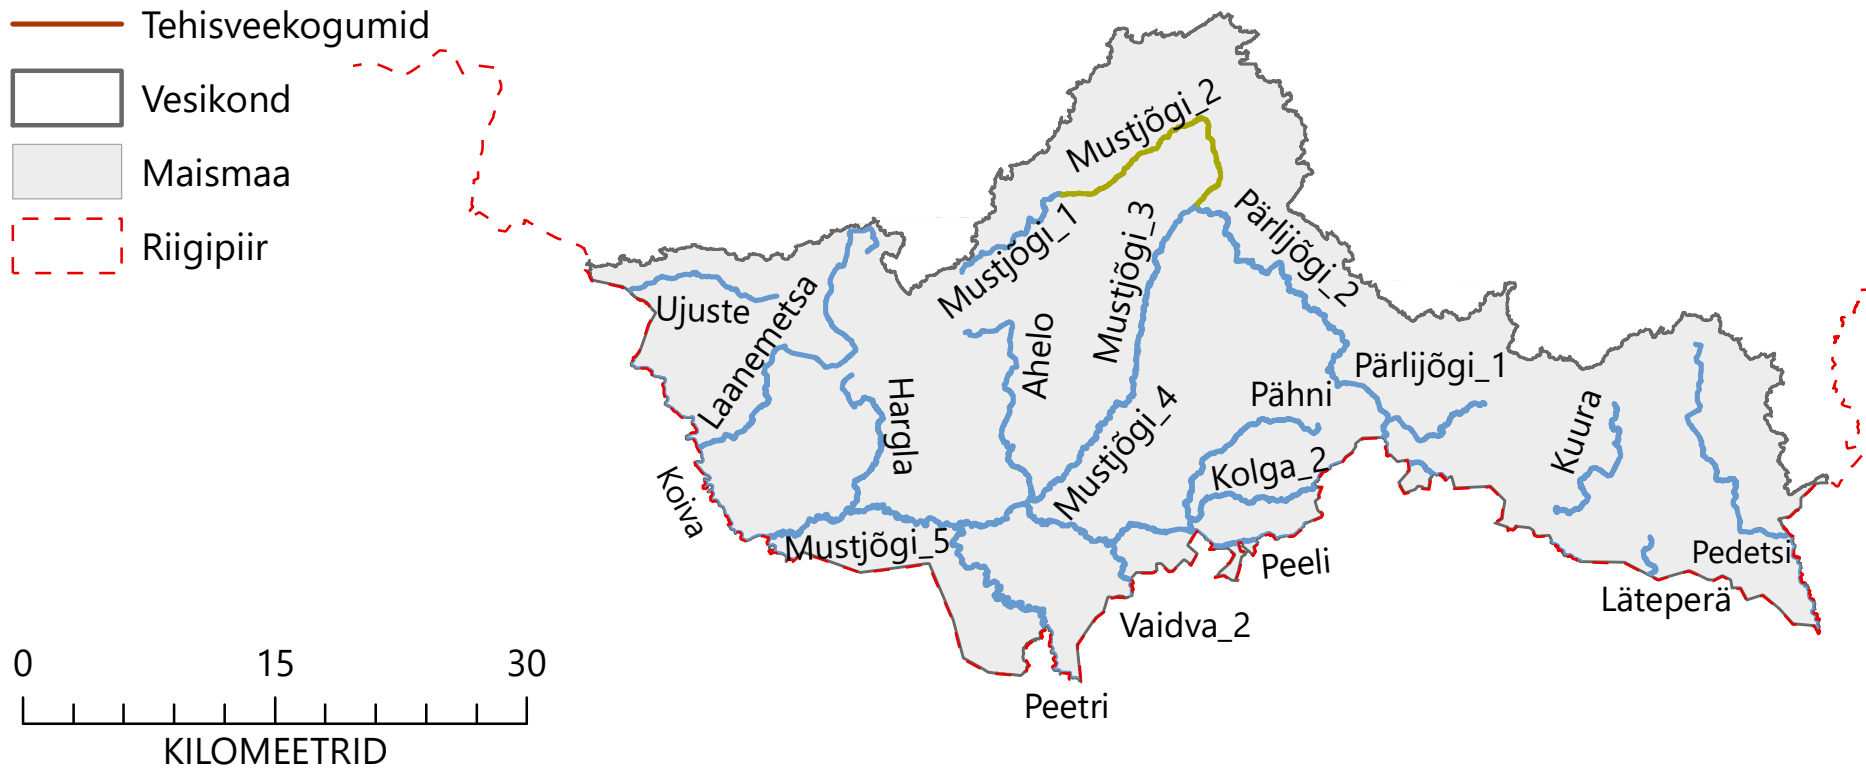 Tehisveekogumid
Vesikond
Maismaa
Riigipiir
Mustjõgi_2
Mustjõgi_1
Mustjõgi_3
Pärlijõgi_2
Ujuste
Laanemetsa
Ahelo
Pärlijõgi_1
Hargla
Pähni
Kuura
Mustjõgi_4
Kolga_2
Koiva
Mustjõgi_5
Peeli
Pedetsi
Läteperä
Vaidva_2
Peetri
0 15 30
KILOMEETRID